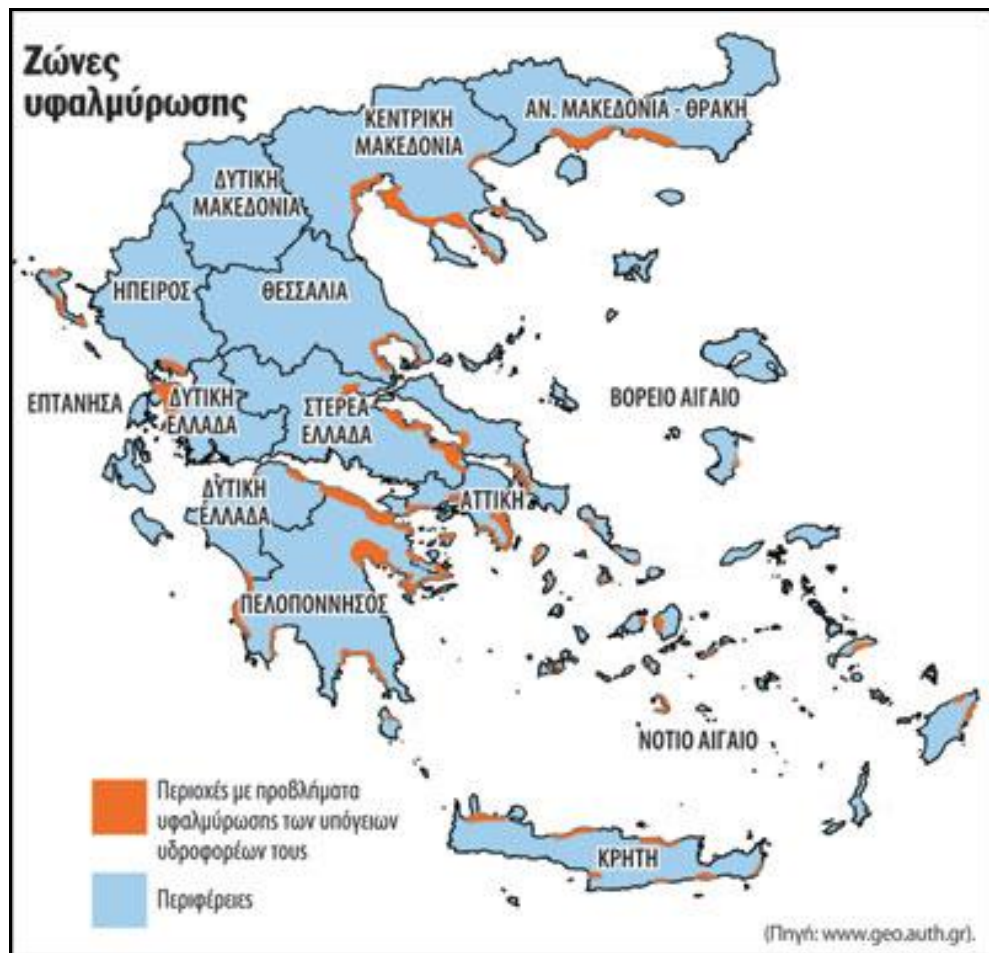 Ζώνες
υφαλμύρωσης
ΑΝ. ΜΑΚΕΔΟΝΙΑ - ΘΡΑΚΗ
ΚΕΝΤΡΙΚΗ
ΜΑΚΕΔΟΝΙΑ
ΔΥΤΙΚΗ
ΜΑΚΕΔΟΝΙΑ
ΗΠΕΙΡΟΣ
ΘΕΣΣΑΛΙΑ
ΕΠΤΑΝΗΣΑ
ΔΥΤΙΚΗ
ΕΛΛΑΔΑ
ΣΤΕΡΕΑ
ΕΛΛΑΔΑ
ΒΟΡΕΙΟ ΑΙΓΑΙΟ
ΔΥΤΙΚΗ
ΕΛΛΑΔΑ
ΑΤΤΙΚΗ
ΠΕΛΟΠΟΝΝΗΣΟΣ
ΝΟΤΙΟ ΑΙΓΑΙΟ
Περιοχές με προβλήματα
υφαλμύρωσης των υπόγειων
υδροφορέων τους
ΚΡΗΤΗ
Περιφέρειες
(Πηγή: www.geo.auth.gr).